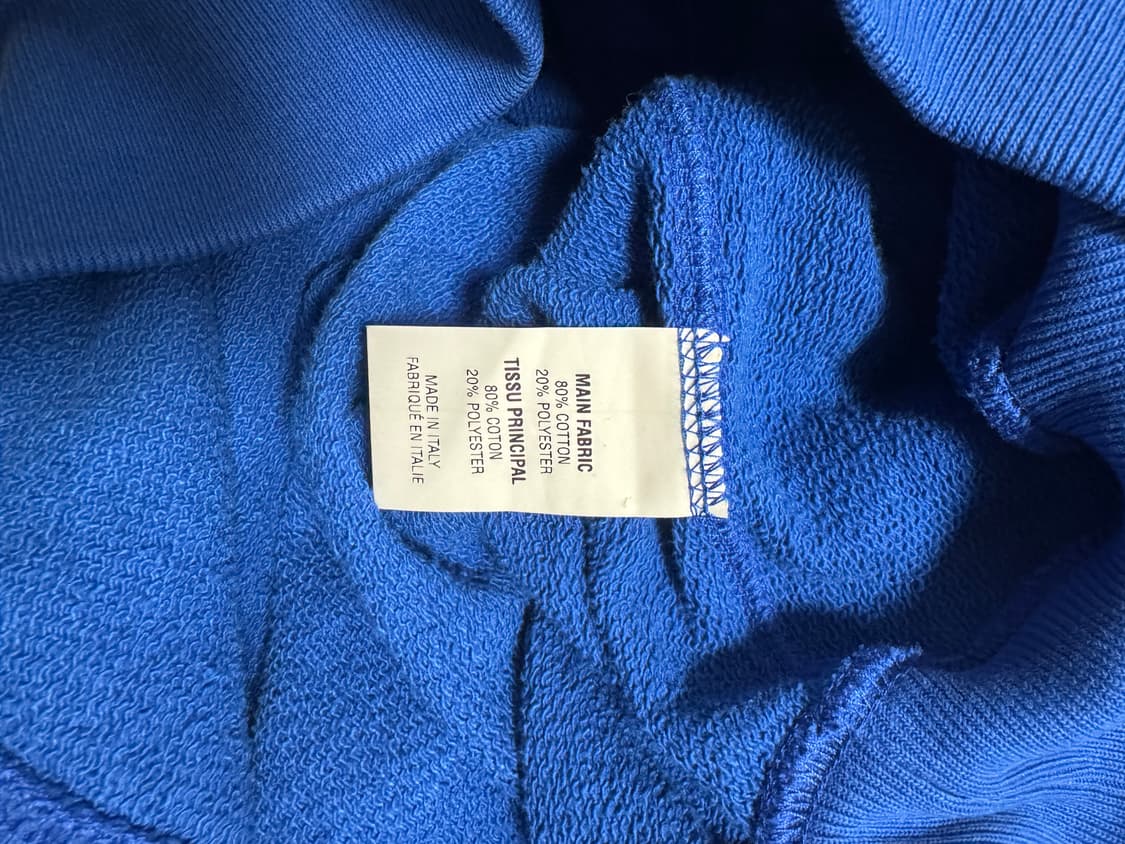 MAIN FABRIC
80% COTTON
20% POLYESTER
TISSU PRINCIPAL
80% COTON
20% POLYESTER
MADE IN ITALY
FABRIQUÉ EN ITALIE